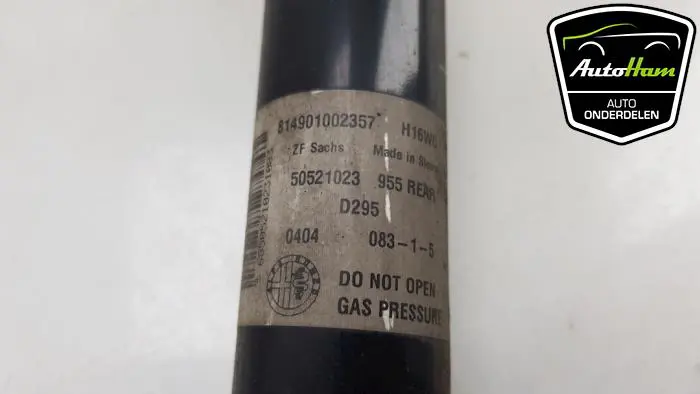 AutoHam
AUTO
ONDERDELEN
814901002357 H16W0
ZF Sachs Made in
50521023 955 REAR
D295
0404 083-1-5
DO NOT OPEN
GAS PRESSURE